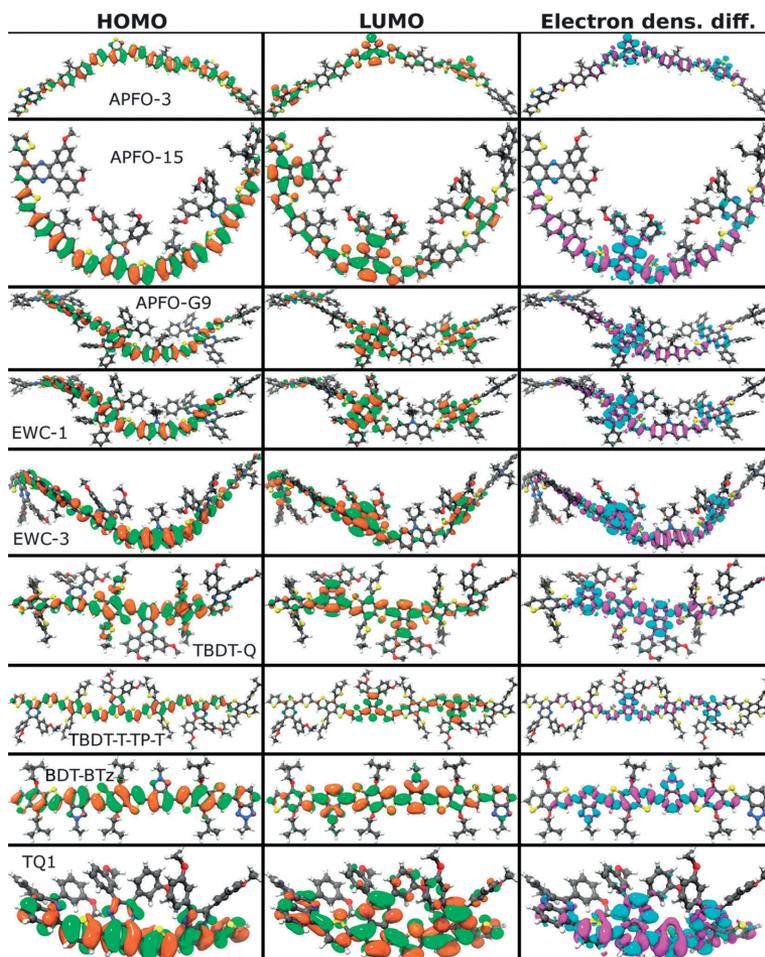 HOMO LUMO Electron dens. diff.
APFO-3
APFO-15
APFO-G9
EWC-1
EWC-3
TBDT-Q
TBDT-T-TP-T
BDT-BTz
TQ1